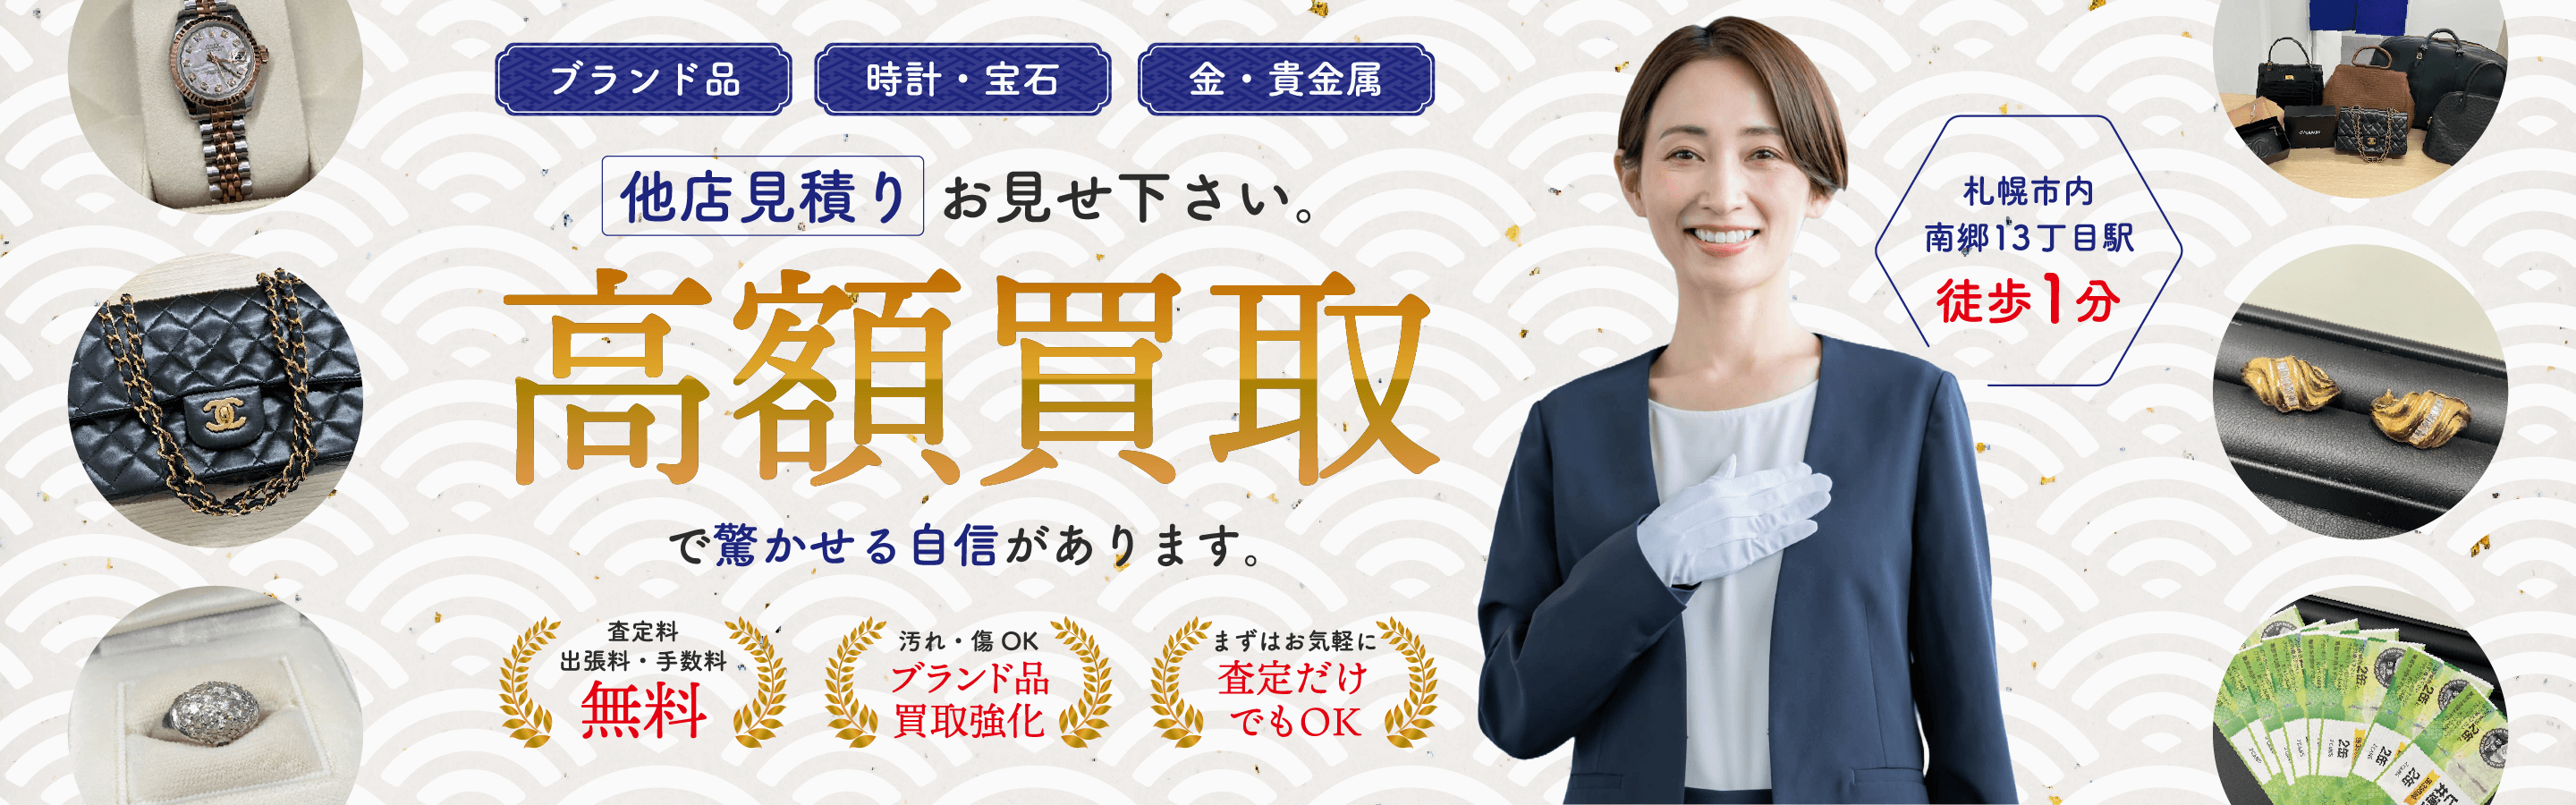 ブランド品
時計・宝石
金・貴金属
他店見積り お見せ下さい。
高額買取
で驚かせる自信があります。
査定料
出張料・手数料
無料
汚れ・傷OK
ブランド品
買取強化
まずはお気軽に
査定だけ
でもOK
札幌市内
南郷13丁目駅
徒歩1分